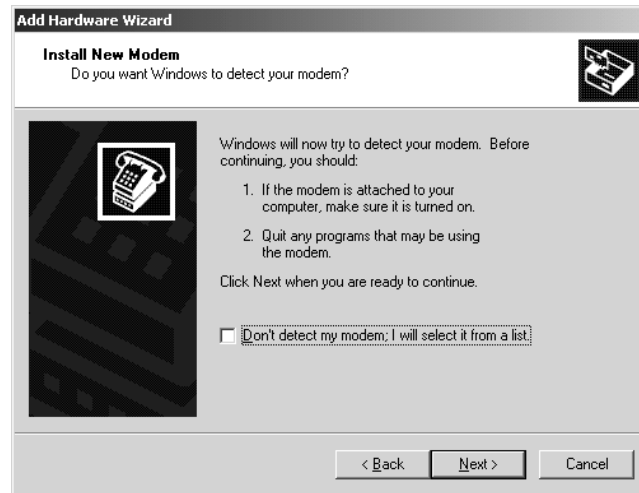 Add Hardware Wizard
Install New Modem
Do you want Windows to detect your modem?
Windows will now try to detect your modem. Before
continuing, you should:
1. If the modem is attached to your
computer, make sure it is turned on.
2. Quit any programs that may be using
the modem.
Click Next when you are ready to continue.
Don't detect my modem; I will select it from a list.
< Back
Next >
Cancel